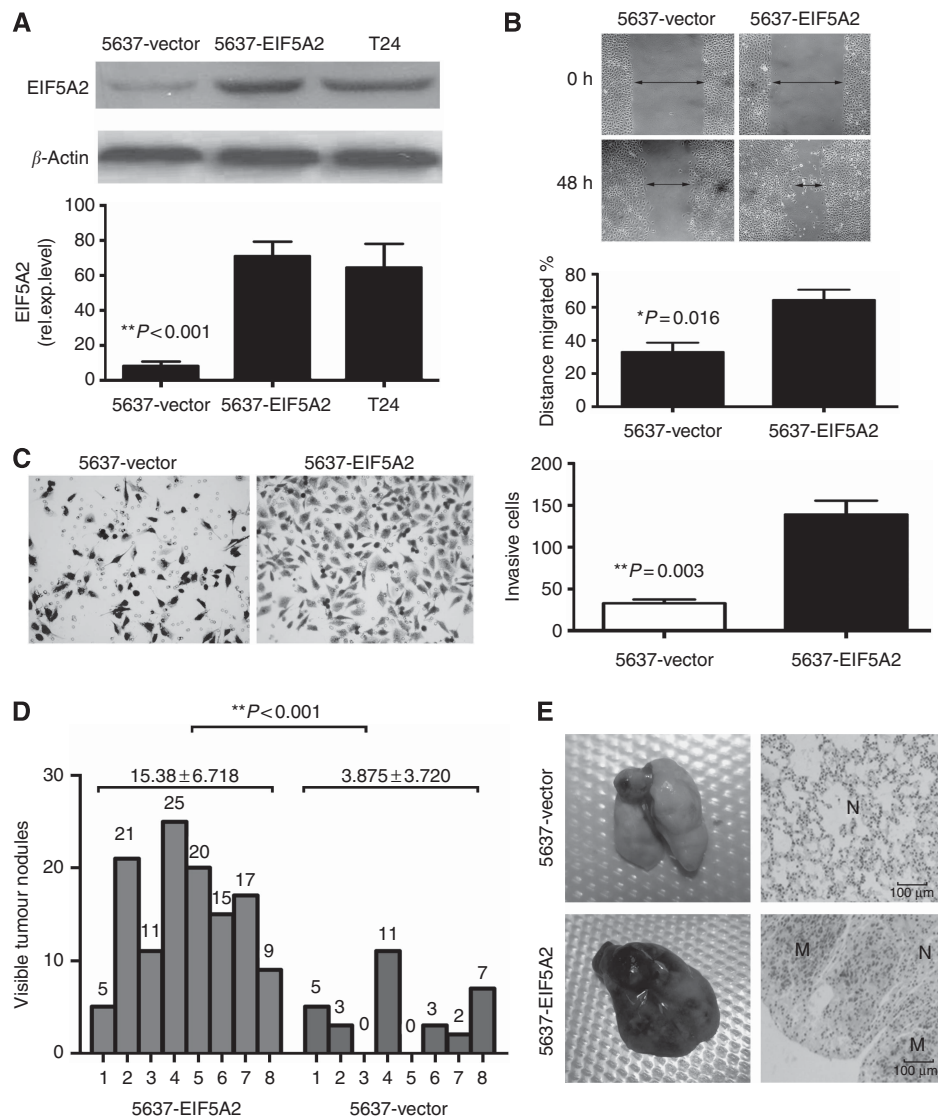 A
5637-vector 5637-EIF5A2 T24
EIF5A2
β-Actin
100
80
60
40
20
0
EIF5A2
(rel.exp.level)
**P<0.001
5637-vector 5637-EIF5A2 T24
B
5637-vector 5637-EIF5A2
0 h
48 h
80
60
40
20
0
Distance migrated %
*P=0.016
5637-vector 5637-EIF5A2
C
5637-vector 5637-EIF5A2
200
150
100
50
0
Invasive cells
**P=0.003
5637-vector 5637-EIF5A2
D
**P<0.001
15.38±6.718 3.875±3.720
30
20
10
0
Visible tumour nodules
5 21 11 25 20 15 17 9 5 3 0 11 0 3 2 7
1 2 3 4 5 6 7 8 1 2 3 4 5 6 7 8
5637-EIF5A2 5637-vector
E
5637-vector
N
100 μm
5637-EIF5A2
M N
M
100 μm